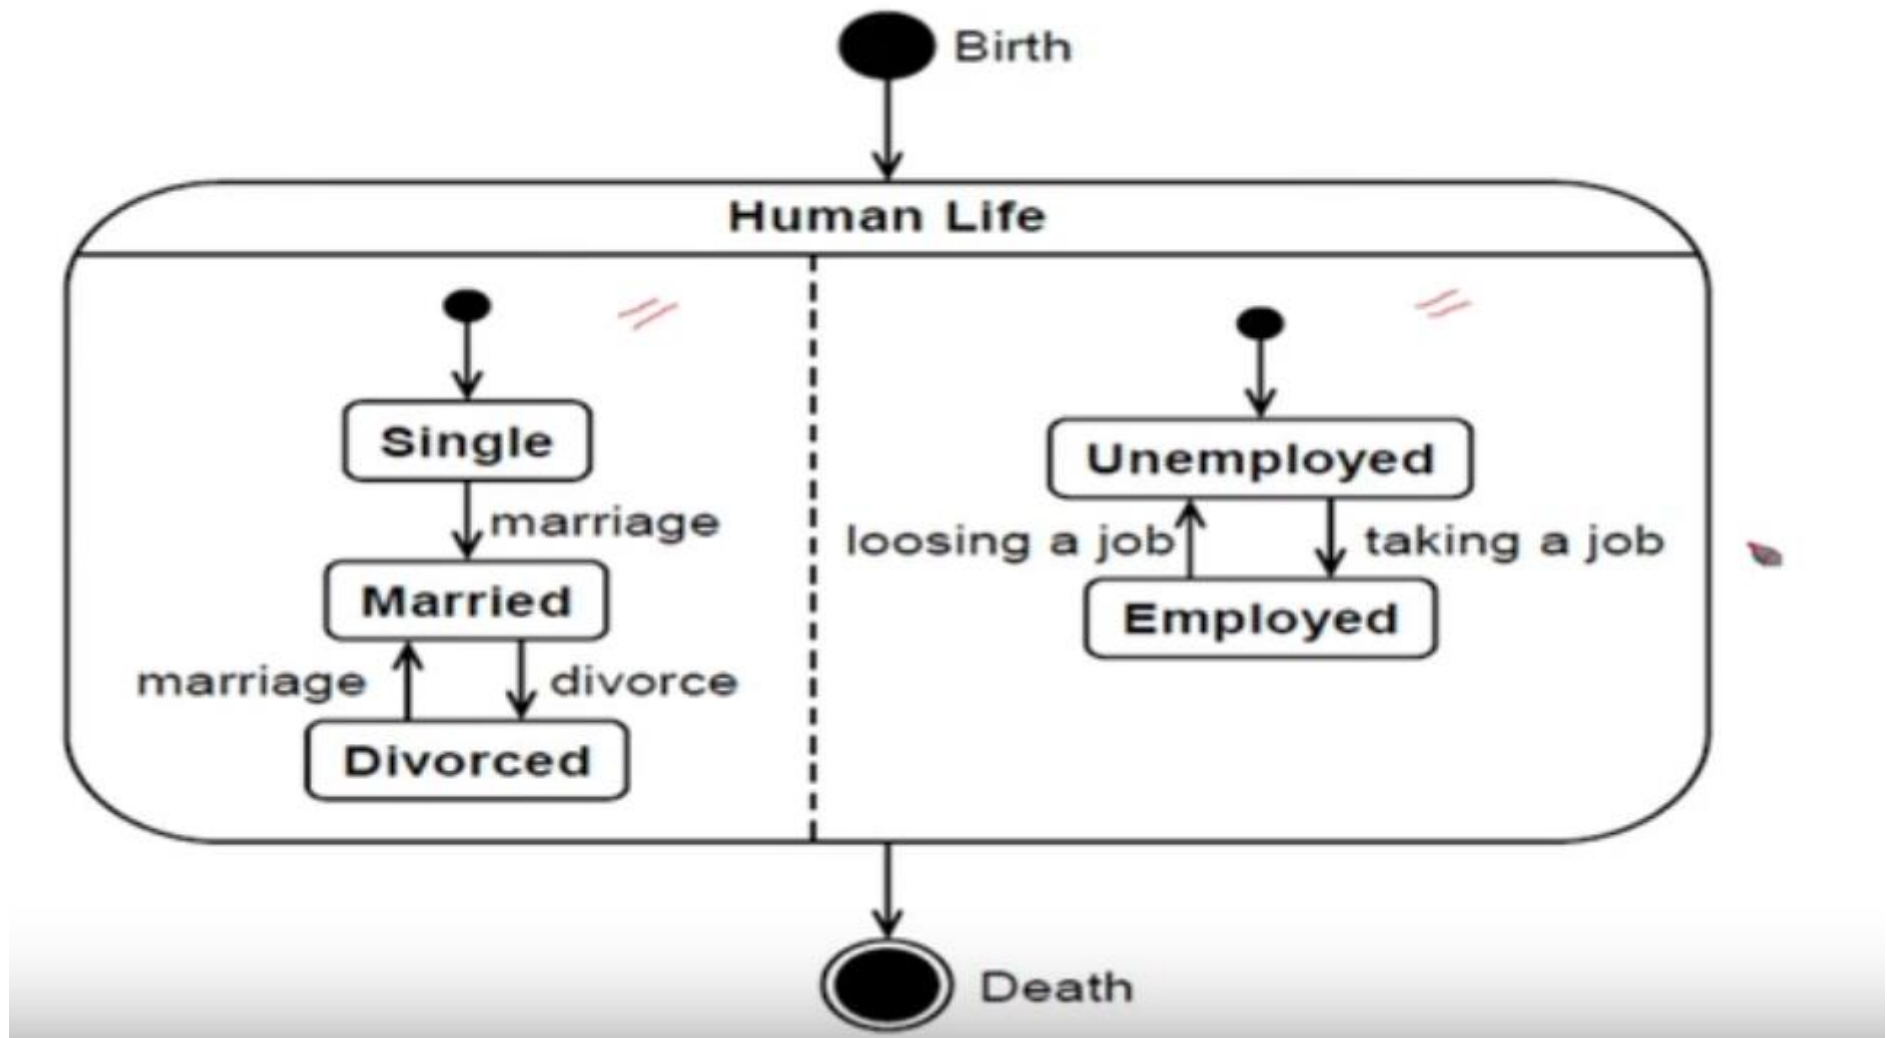 Birth
Human Life
Single
marriage
Married
marriage
divorce
Divorced
Unemployed
loosing a job
taking a job
Employed
Death